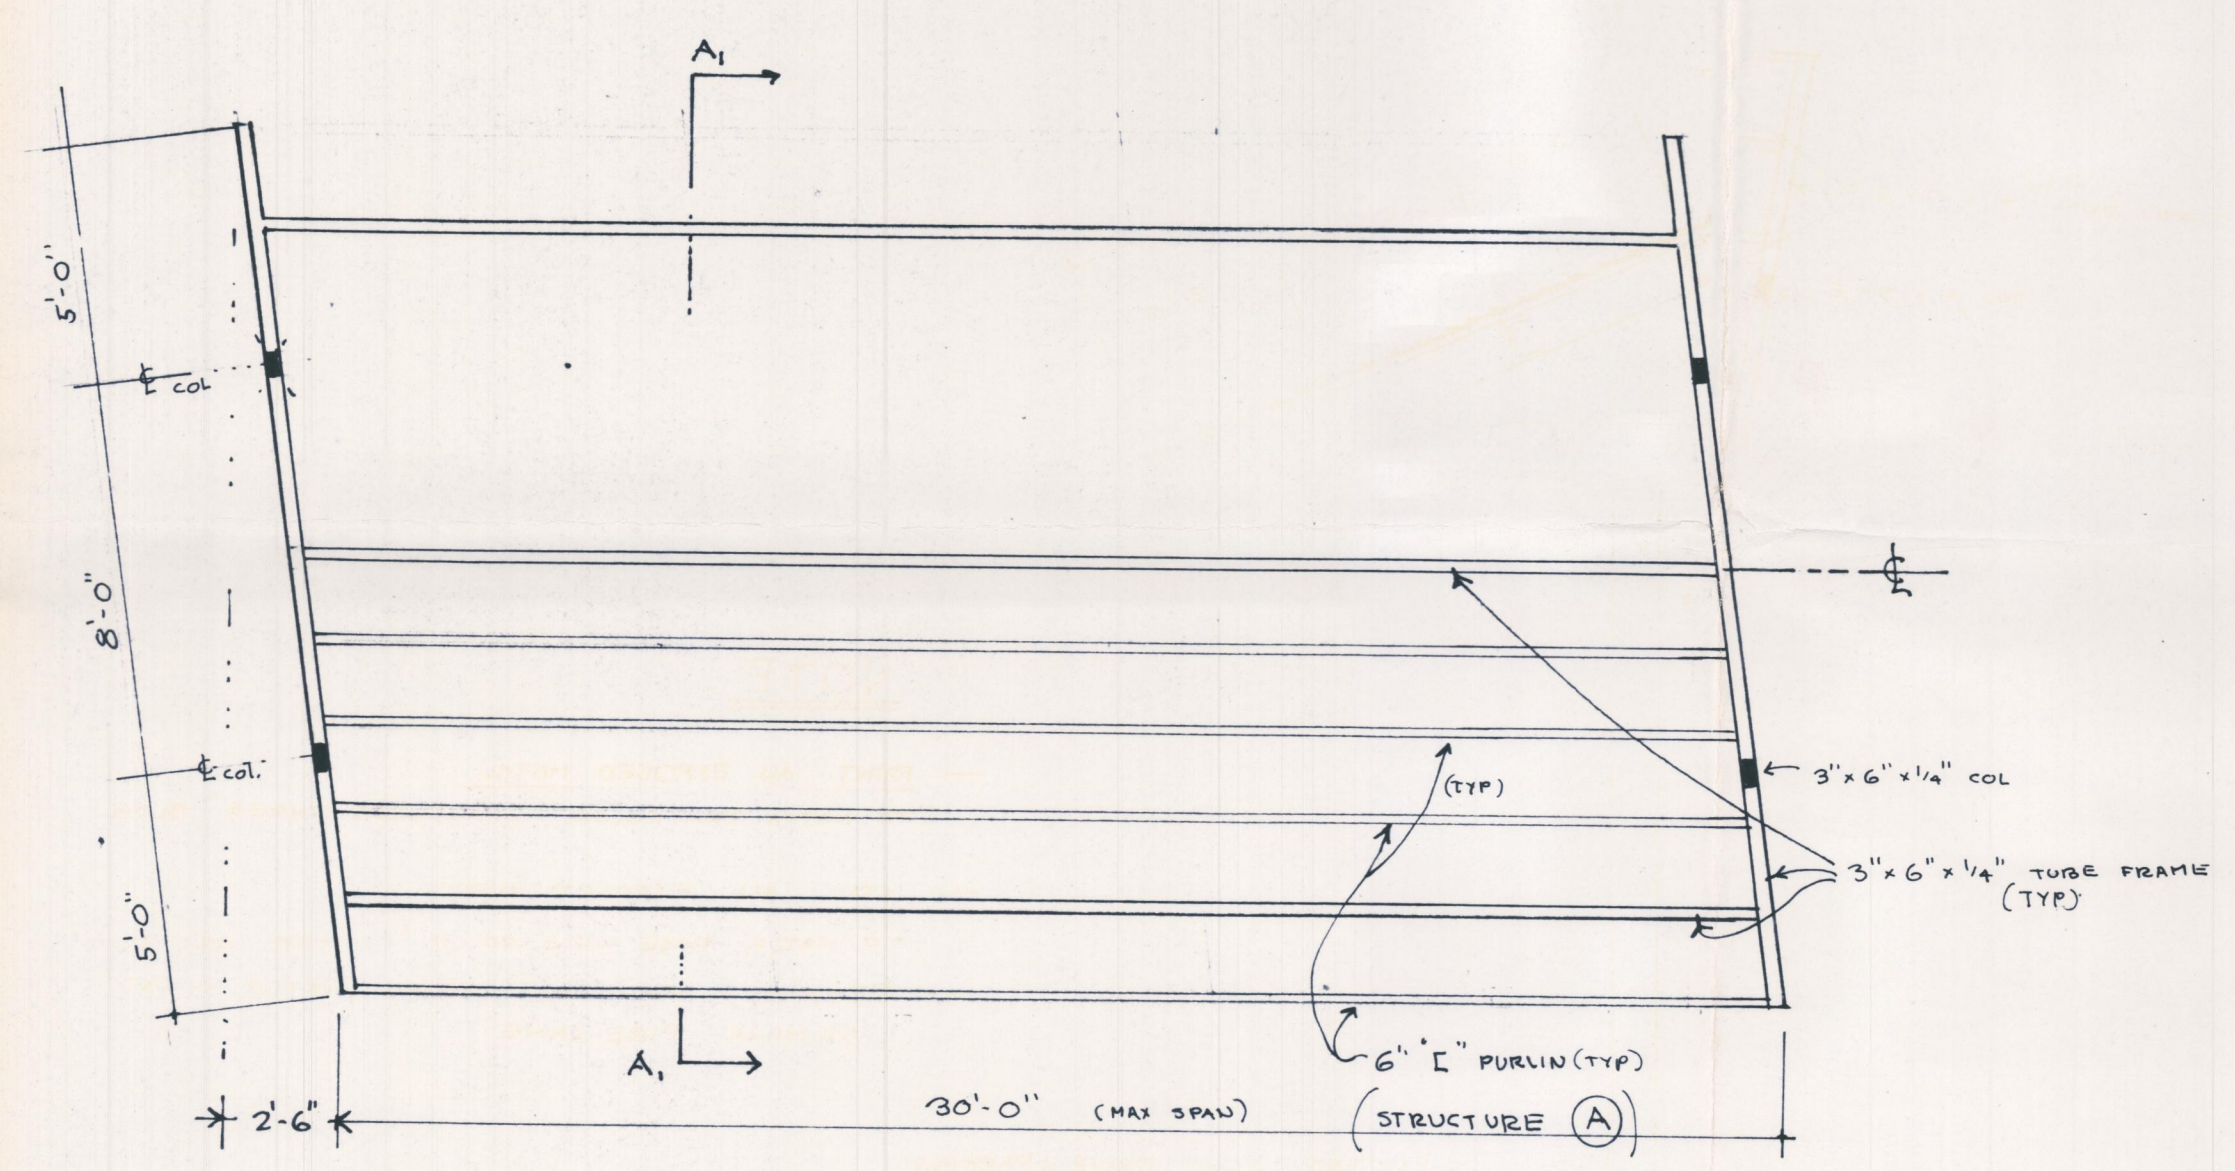 A1
5'-0"
℄ COL
8'-0"
℄ COL.
5'-0"
℄
(TYP)
3"x 6" x 1/4" COL
3"x 6" x 1/4" TUBE FRAME
(TYP).
A1
6" "[" PURLIN (TYP)
2'-6"
30'-0" (MAX SPAN)
(STRUCTURE A)